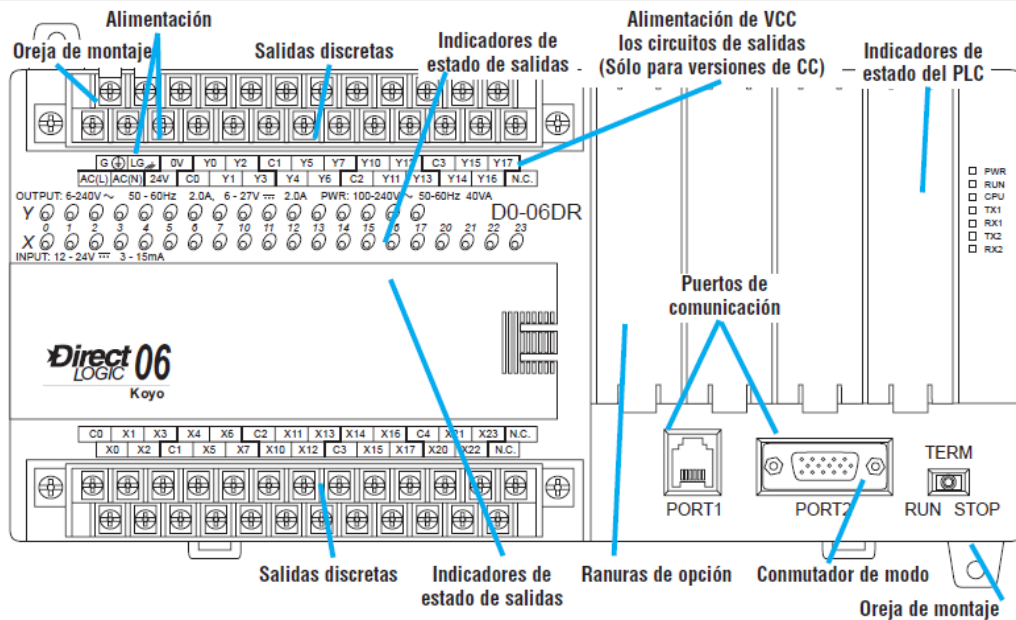 Alimentación
Oreja de montaje
Salidas discretas
Indicadores de
estado de salidas
Alimentación de VCC
los circuitos de salidas
(Sólo para versiones de CC)
Indicadores de
estado del PLC
G LG 0V Y0 Y2 C1 Y5 Y7 Y10 Y12 C3 Y15 Y17
AC(L) AC(N) 24V C0 Y1 Y3 Y4 Y6 C2 Y11 Y13 Y14 Y16 N.C.
OUTPUT: 6-240V ~ 50 - 60Hz 2.0A, 6 - 27V ⎓ 2.0A PWR: 100-240V ~ 50-60Hz 40VA
Y
D0-06DR
0 1 2 3 4 5 6 7 10 11 12 13 14 15 16 17 20 21 22 23
X
INPUT: 12 - 24V ⎓ 3 - 15mA
PWR
RUN
CPU
TX1
RX1
TX2
RX2
Puertos de
comunicación
Direct 06
LOGIC
Koyo
C0 X1 X3 X4 X6 C2 X11 X13 X14 X16 C4 X21 X23 N.C.
X0 X2 C1 X5 X7 X10 X12 C3 X15 X17 X20 X22 N.C.
TERM
PORT1
PORT2
RUN STOP
Salidas discretas
Indicadores de
estado de salidas
Ranuras de opción
Conmutador de modo
Oreja de montaje